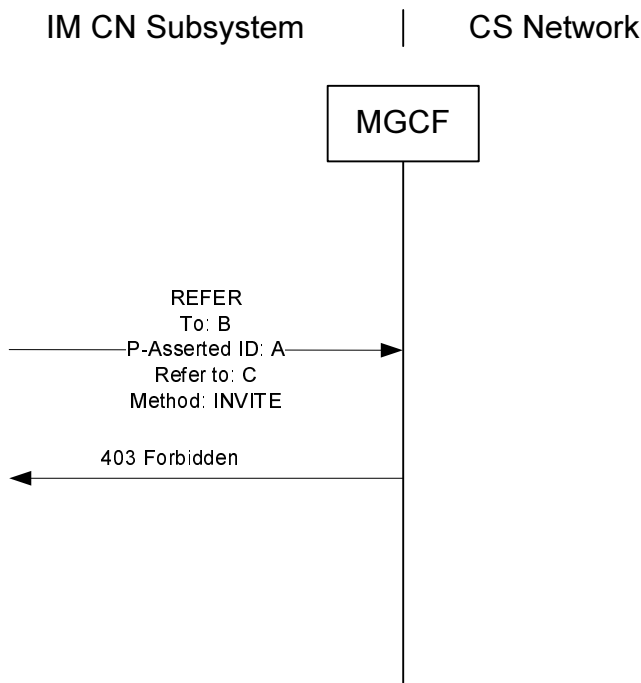 IM CN Subsystem | CS Network
MGCF
REFER
To: B
P-Asserted ID: A
Refer to: C
Method: INVITE
403 Forbidden